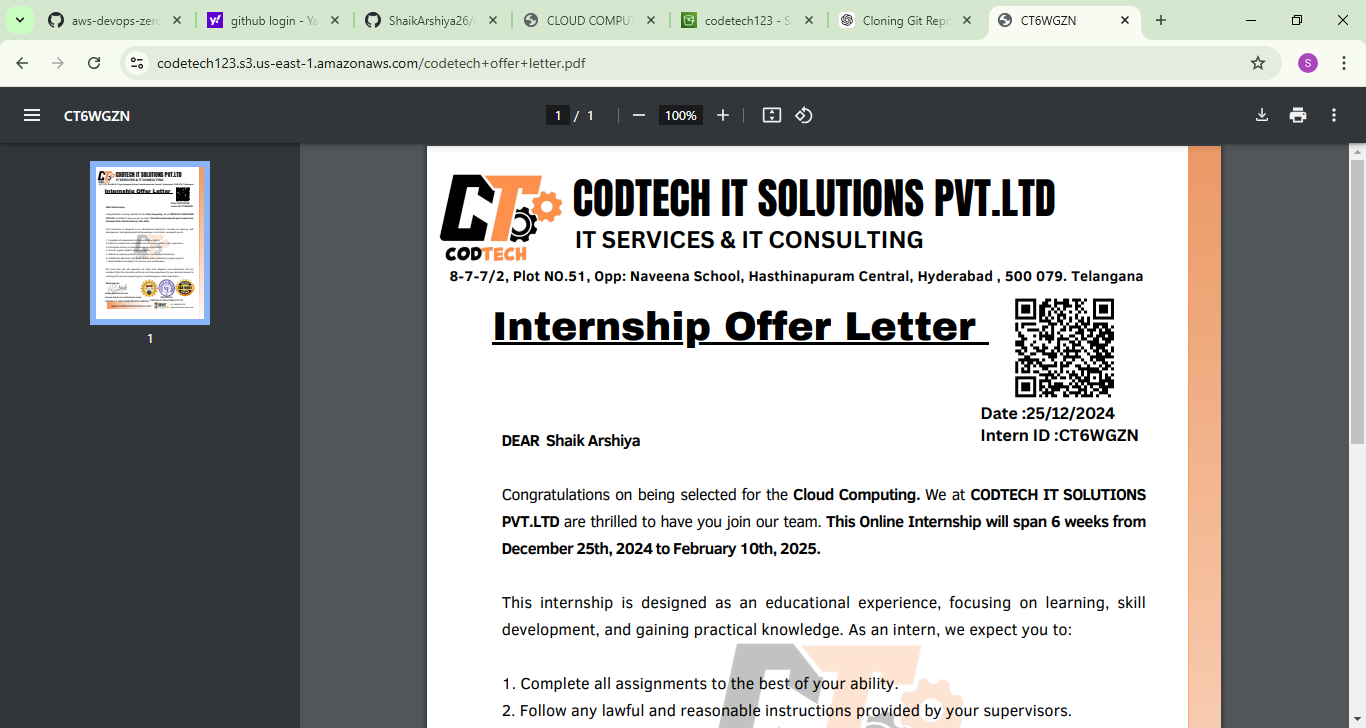 aws-devops-zero
github login - Ya
ShaikArshiya26/
CLOUD COMPUT
codetech123 - S
Cloning Git Repo
CT6WGZN
codetech123.s3.us-east-1.amazonaws.com/codetech+offer+letter.pdf
S
CT6WGZN
1 / 1
100%
CODTECH IT SOLUTIONS PVT.LTD
IT SERVICES & IT CONSULTING
CODTECH
8-7-7/2, Plot NO.51, Opp: Naveena School, Hasthinapuram Central, Hyderabad , 500 079. Telangana
Internship Offer Letter
Date :25/12/2024
Intern ID :CT6WGZN
DEAR Shaik Arshiya
Congratulations on being selected for the Cloud Computing. We at CODTECH IT SOLUTIONS
PVT.LTD are thrilled to have you join our team. This Online Internship will span 6 weeks from
December 25th, 2024 to February 10th, 2025.
This internship is designed as an educational experience, focusing on learning, skill
development, and gaining practical knowledge. As an intern, we expect you to:
1. Complete all assignments to the best of your ability.
2. Follow any lawful and reasonable instructions provided by your supervisors.
1